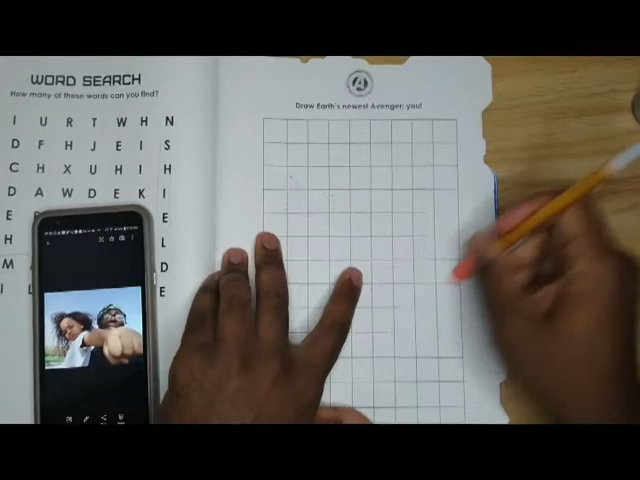 WORD SEARCH
How many of these words can you find?
I U R T W H N
D F H J E I S
C H X U H I H
D A W D E K I
E E
H L
M D
I L E
A
Draw Earth's newest Avenger: you!